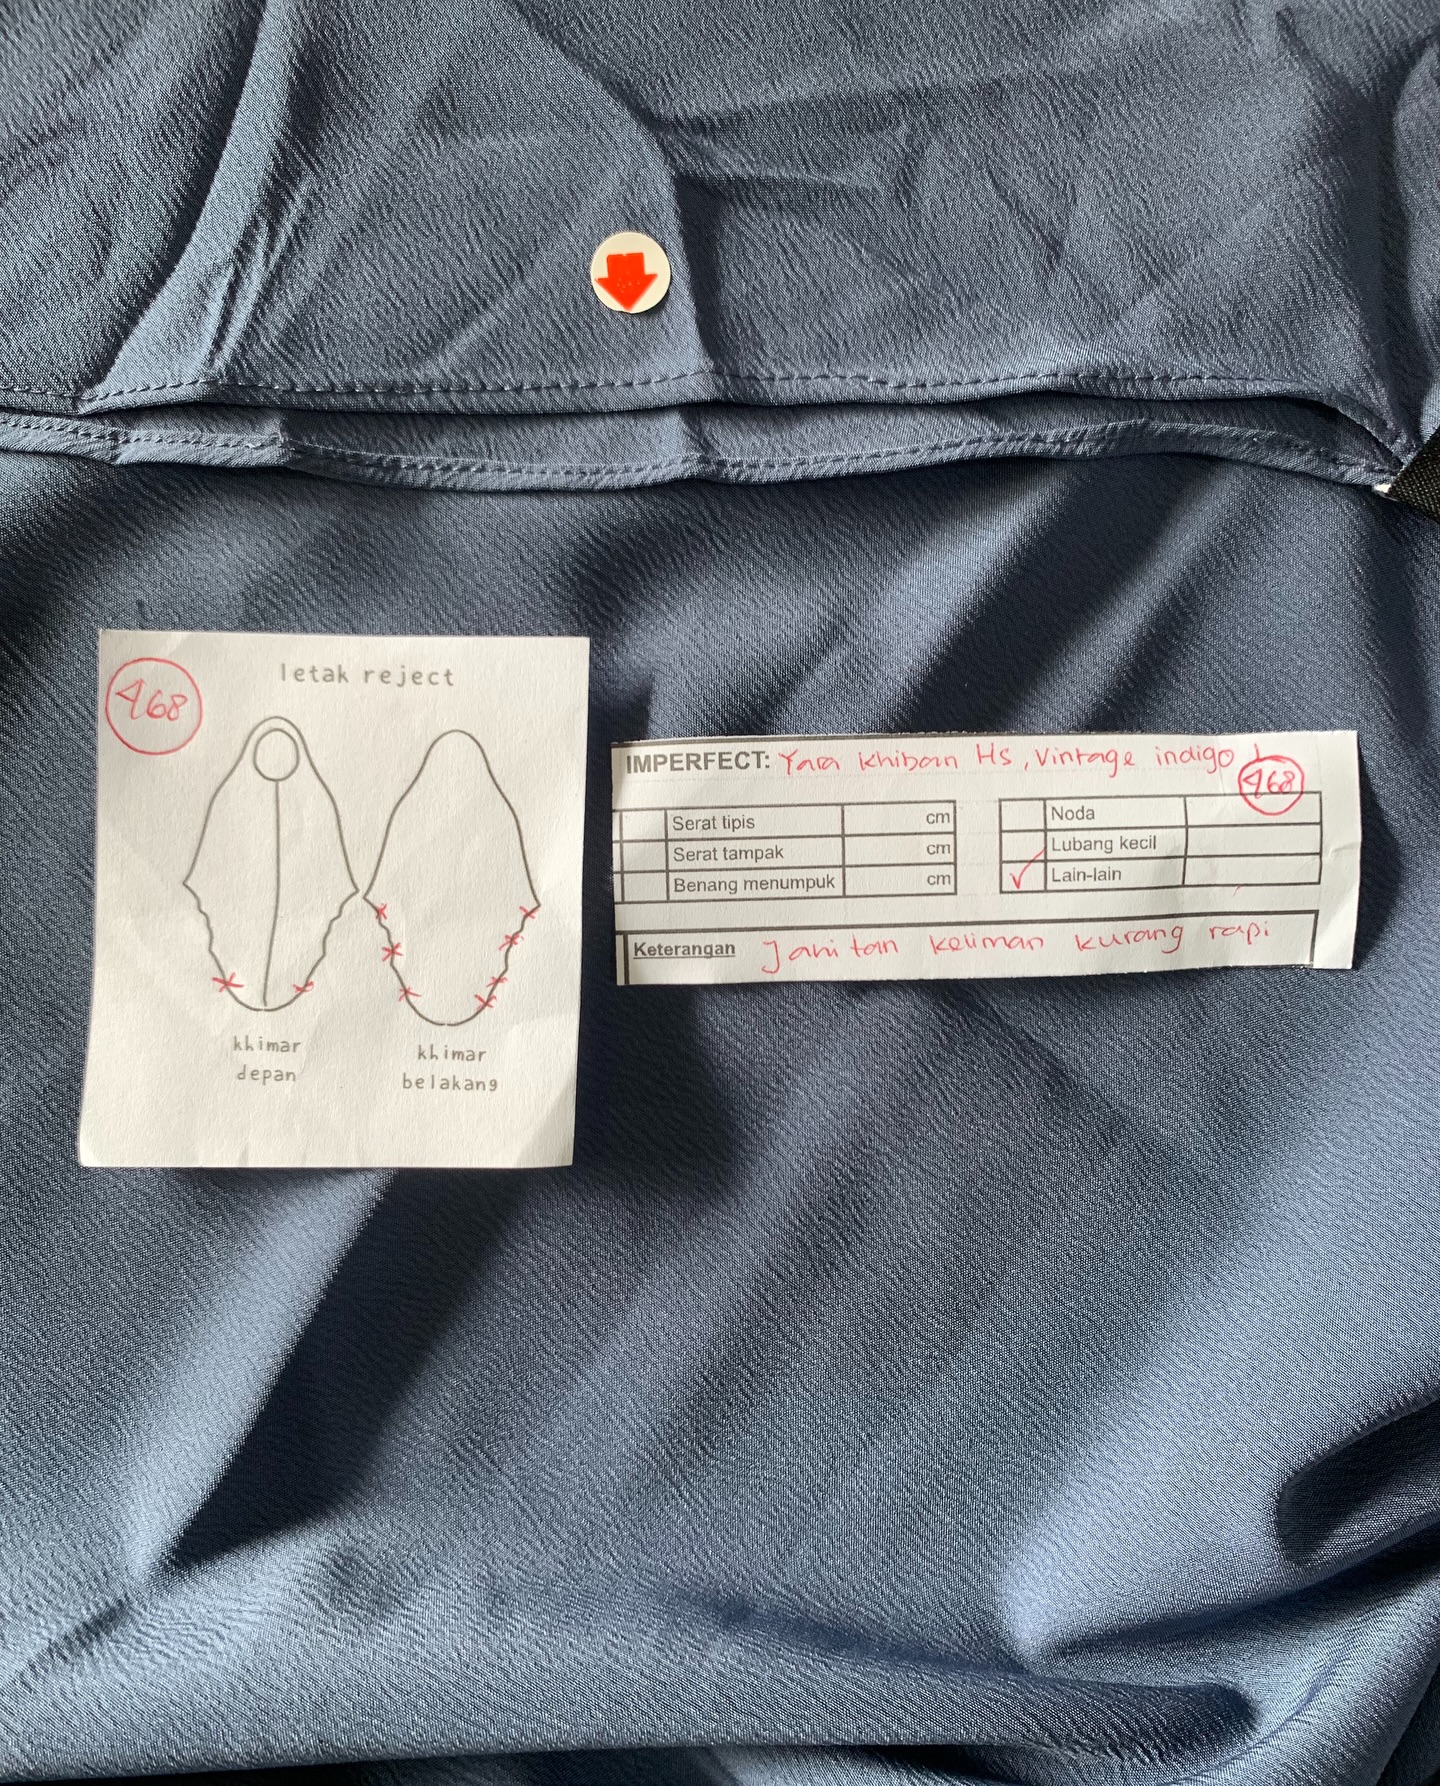 468
letak reject
khimar
depan
khimar
belakang
IMPERFECT: Yara khiban Hs, Vintage indigo L
468
Serat tipis cm
Serat tampak cm
Benang menumpuk cm
Noda
Lubang kecil
Lain-lain
Keterangan Jahitan keliman kurang rapi